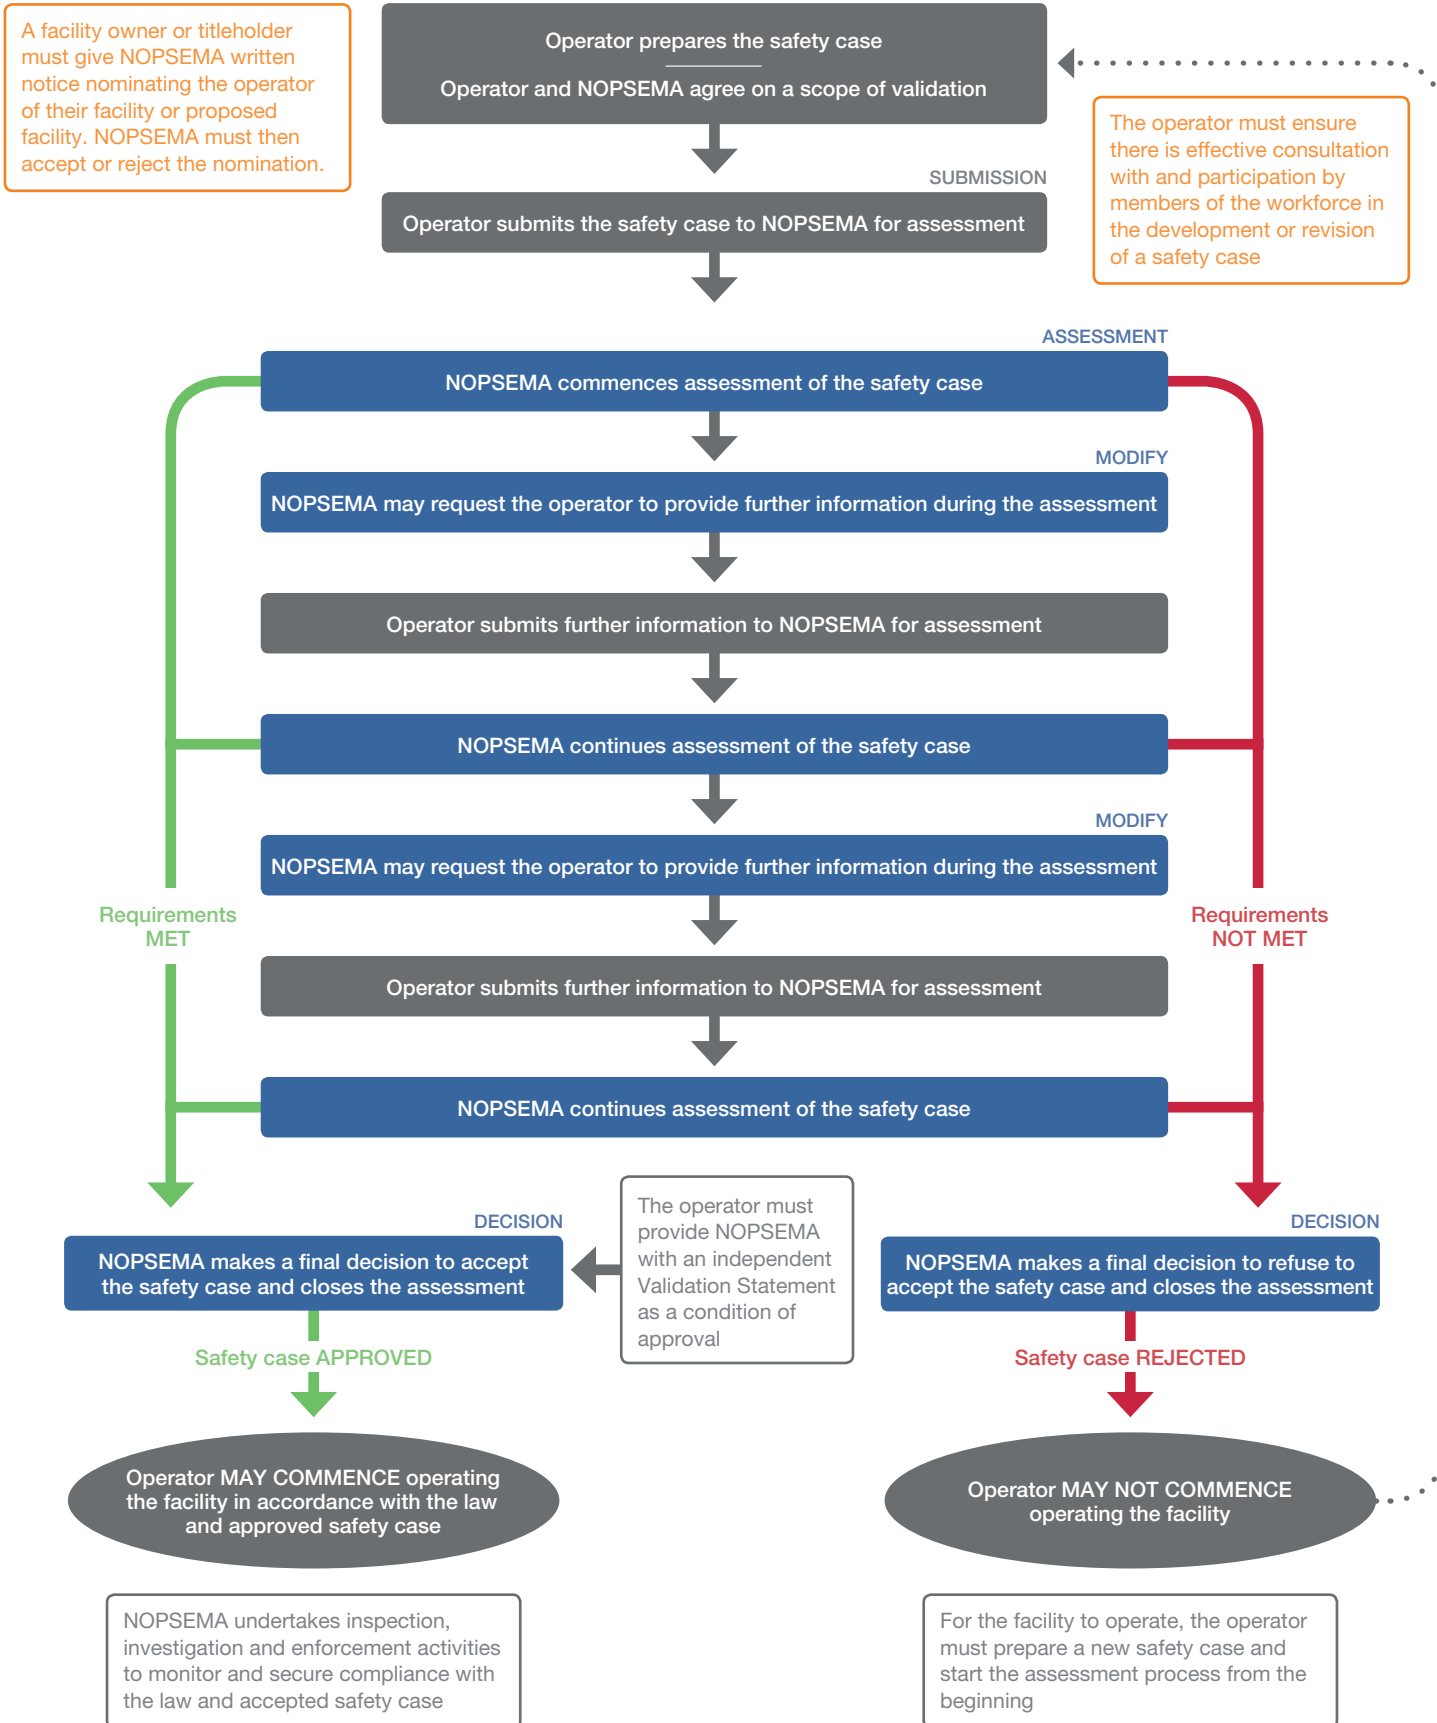 A facility owner or titleholder
must give NOPSEMA written
notice nominating the operator
of their facility or proposed
facility. NOPSEMA must then
accept or reject the nomination.
Operator prepares the safety case
Operator and NOPSEMA agree on a scope of validation
The operator must ensure
there is effective consultation
with and participation by
members of the workforce in
the development or revision
of a safety case
SUBMISSION
Operator submits the safety case to NOPSEMA for assessment
ASSESSMENT
NOPSEMA commences assessment of the safety case
MODIFY
NOPSEMA may request the operator to provide further information during the assessment
Operator submits further information to NOPSEMA for assessment
NOPSEMA continues assessment of the safety case
MODIFY
NOPSEMA may request the operator to provide further information during the assessment
Requirements
MET
Requirements
NOT MET
Operator submits further information to NOPSEMA for assessment
NOPSEMA continues assessment of the safety case
DECISION
NOPSEMA makes a final decision to accept
the safety case and closes the assessment
The operator must
provide NOPSEMA
with an independent
Validation Statement
as a condition of
approval
DECISION
NOPSEMA makes a final decision to refuse to
accept the safety case and closes the assessment
Safety case APPROVED
Safety case REJECTED
Operator MAY COMMENCE operating
the facility in accordance with the law
and approved safety case
Operator MAY NOT COMMENCE
operating the facility
NOPSEMA undertakes inspection,
investigation and enforcement activities
to monitor and secure compliance with
the law and accepted safety case
For the facility to operate, the operator
must prepare a new safety case and
start the assessment process from the
beginning